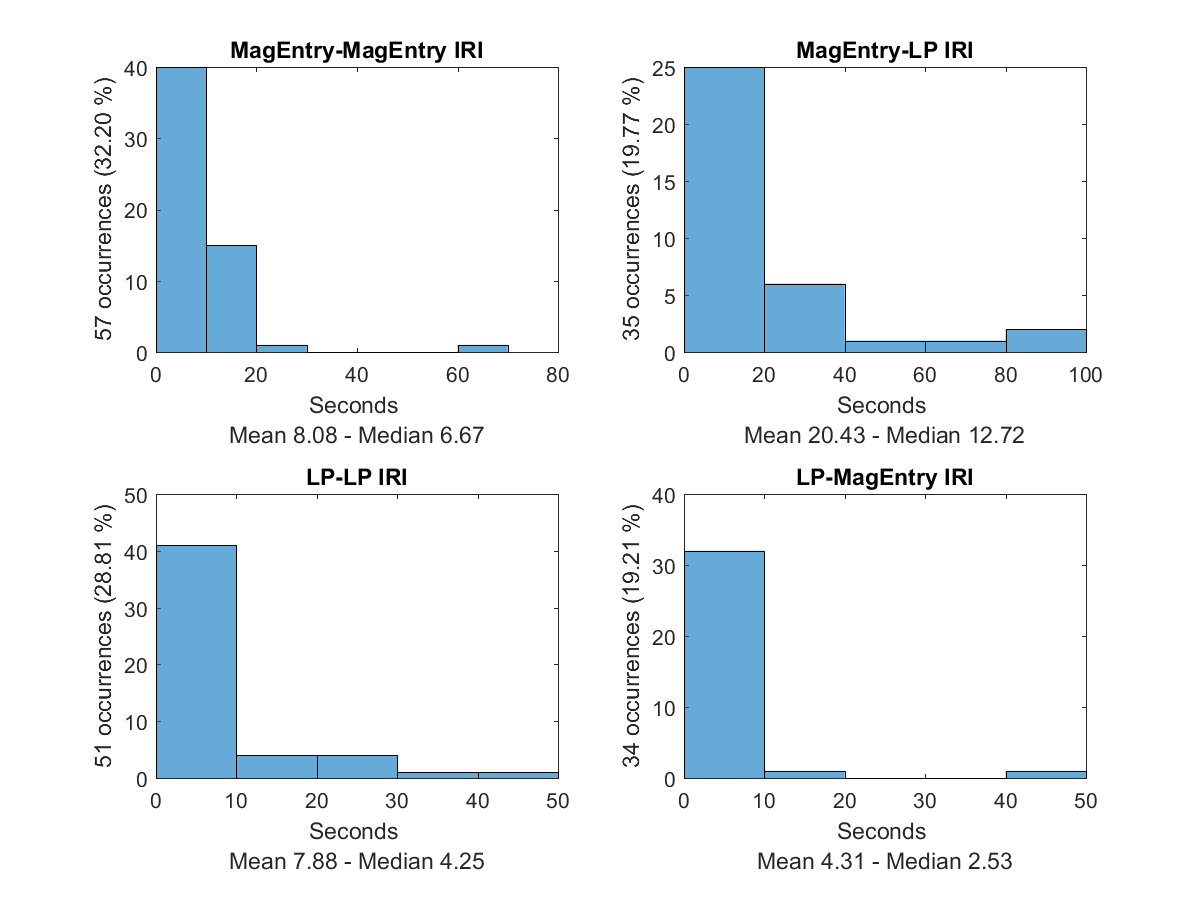 MagEntry-MagEntry IRI
57 occurrences (32.20 %)
40
30
20
10
0
0 20 40 60 80
Seconds
Mean 8.08 - Median 6.67
MagEntry-LP IRI
35 occurrences (19.77 %)
25
20
15
10
5
0
0 20 40 60 80 100
Seconds
Mean 20.43 - Median 12.72
LP-LP IRI
51 occurrences (28.81 %)
50
40
30
20
10
0
0 10 20 30 40 50
Seconds
Mean 7.88 - Median 4.25
LP-MagEntry IRI
34 occurrences (19.21 %)
40
30
20
10
0
0 10 20 30 40 50
Seconds
Mean 4.31 - Median 2.53